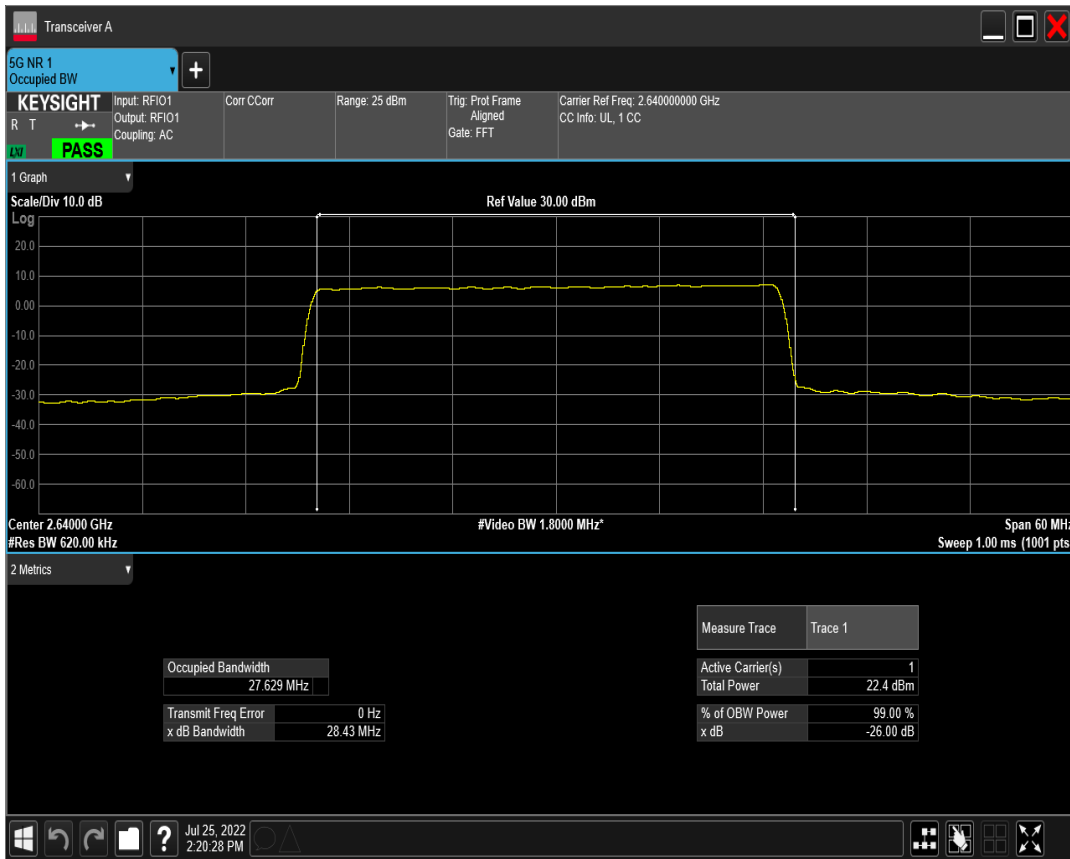 Transceiver A
5G NR 1
Occupied BW
+
KEYSIGHT
R T
LXI
PASS
Input: RFIO1
Output: RFIO1
Coupling: AC
Corr CCorr
Range: 25 dBm
Trig: Prot Frame
Aligned
Gate: FFT
Carrier Ref Freq: 2.640000000 GHz
CC Info: UL, 1 CC
1 Graph
Scale/Div 10.0 dB
Ref Value 30.00 dBm
Log
20.0
10.0
0.00
-10.0
-20.0
-30.0
-40.0
-50.0
-60.0
Center 2.64000 GHz
#Video BW 1.8000 MHz*
Span 60 MHz
#Res BW 620.00 kHz
Sweep 1.00 ms (1001 pts
2 Metrics
Measure Trace Trace 1
Occupied Bandwidth
27.629 MHz
Active Carrier(s) 1
Total Power 22.4 dBm
Transmit Freq Error 0 Hz
x dB Bandwidth 28.43 MHz
% of OBW Power 99.00 %
x dB -26.00 dB
?
Jul 25, 2022
2:20:28 PM